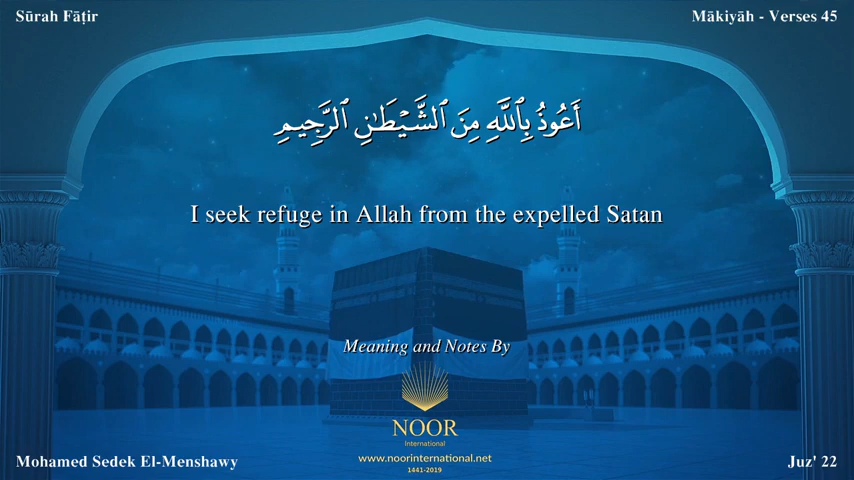 Sūrah Fāṭir
Mākiyāh - Verses 45
أَعُوذُ بِٱللَّهِ مِنَ ٱلشَّيْطَـٰنِ ٱلرَّجِيمِ
I seek refuge in Allah from the expelled Satan
Meaning and Notes By
NOOR
International
www.noorinternational.net
1441-2019
Mohamed Sedek El-Menshawy
Juz' 22